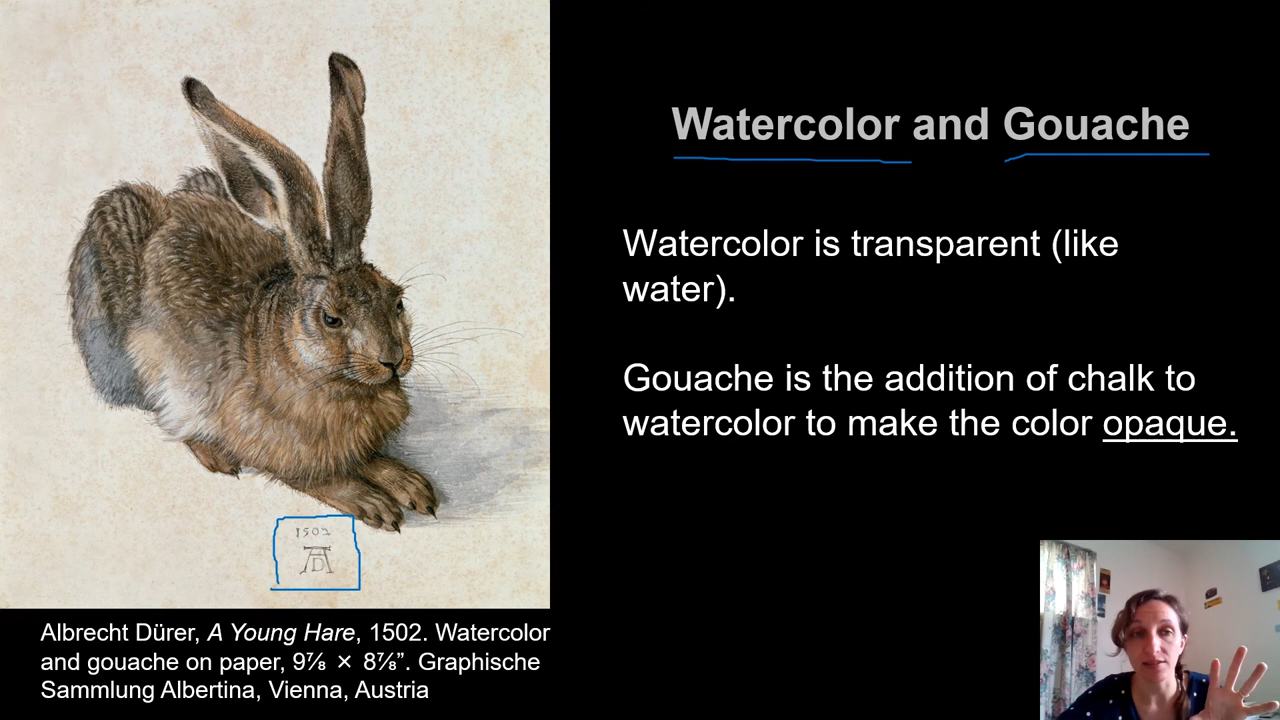 Watercolor and Gouache
Watercolor is transparent (like
water).
Gouache is the addition of chalk to
watercolor to make the color opaque.
1502
AD
Albrecht Dürer, A Young Hare, 1502. Watercolor
and gouache on paper, 9⅞ × 8⅞”. Graphische
Sammlung Albertina, Vienna, Austria